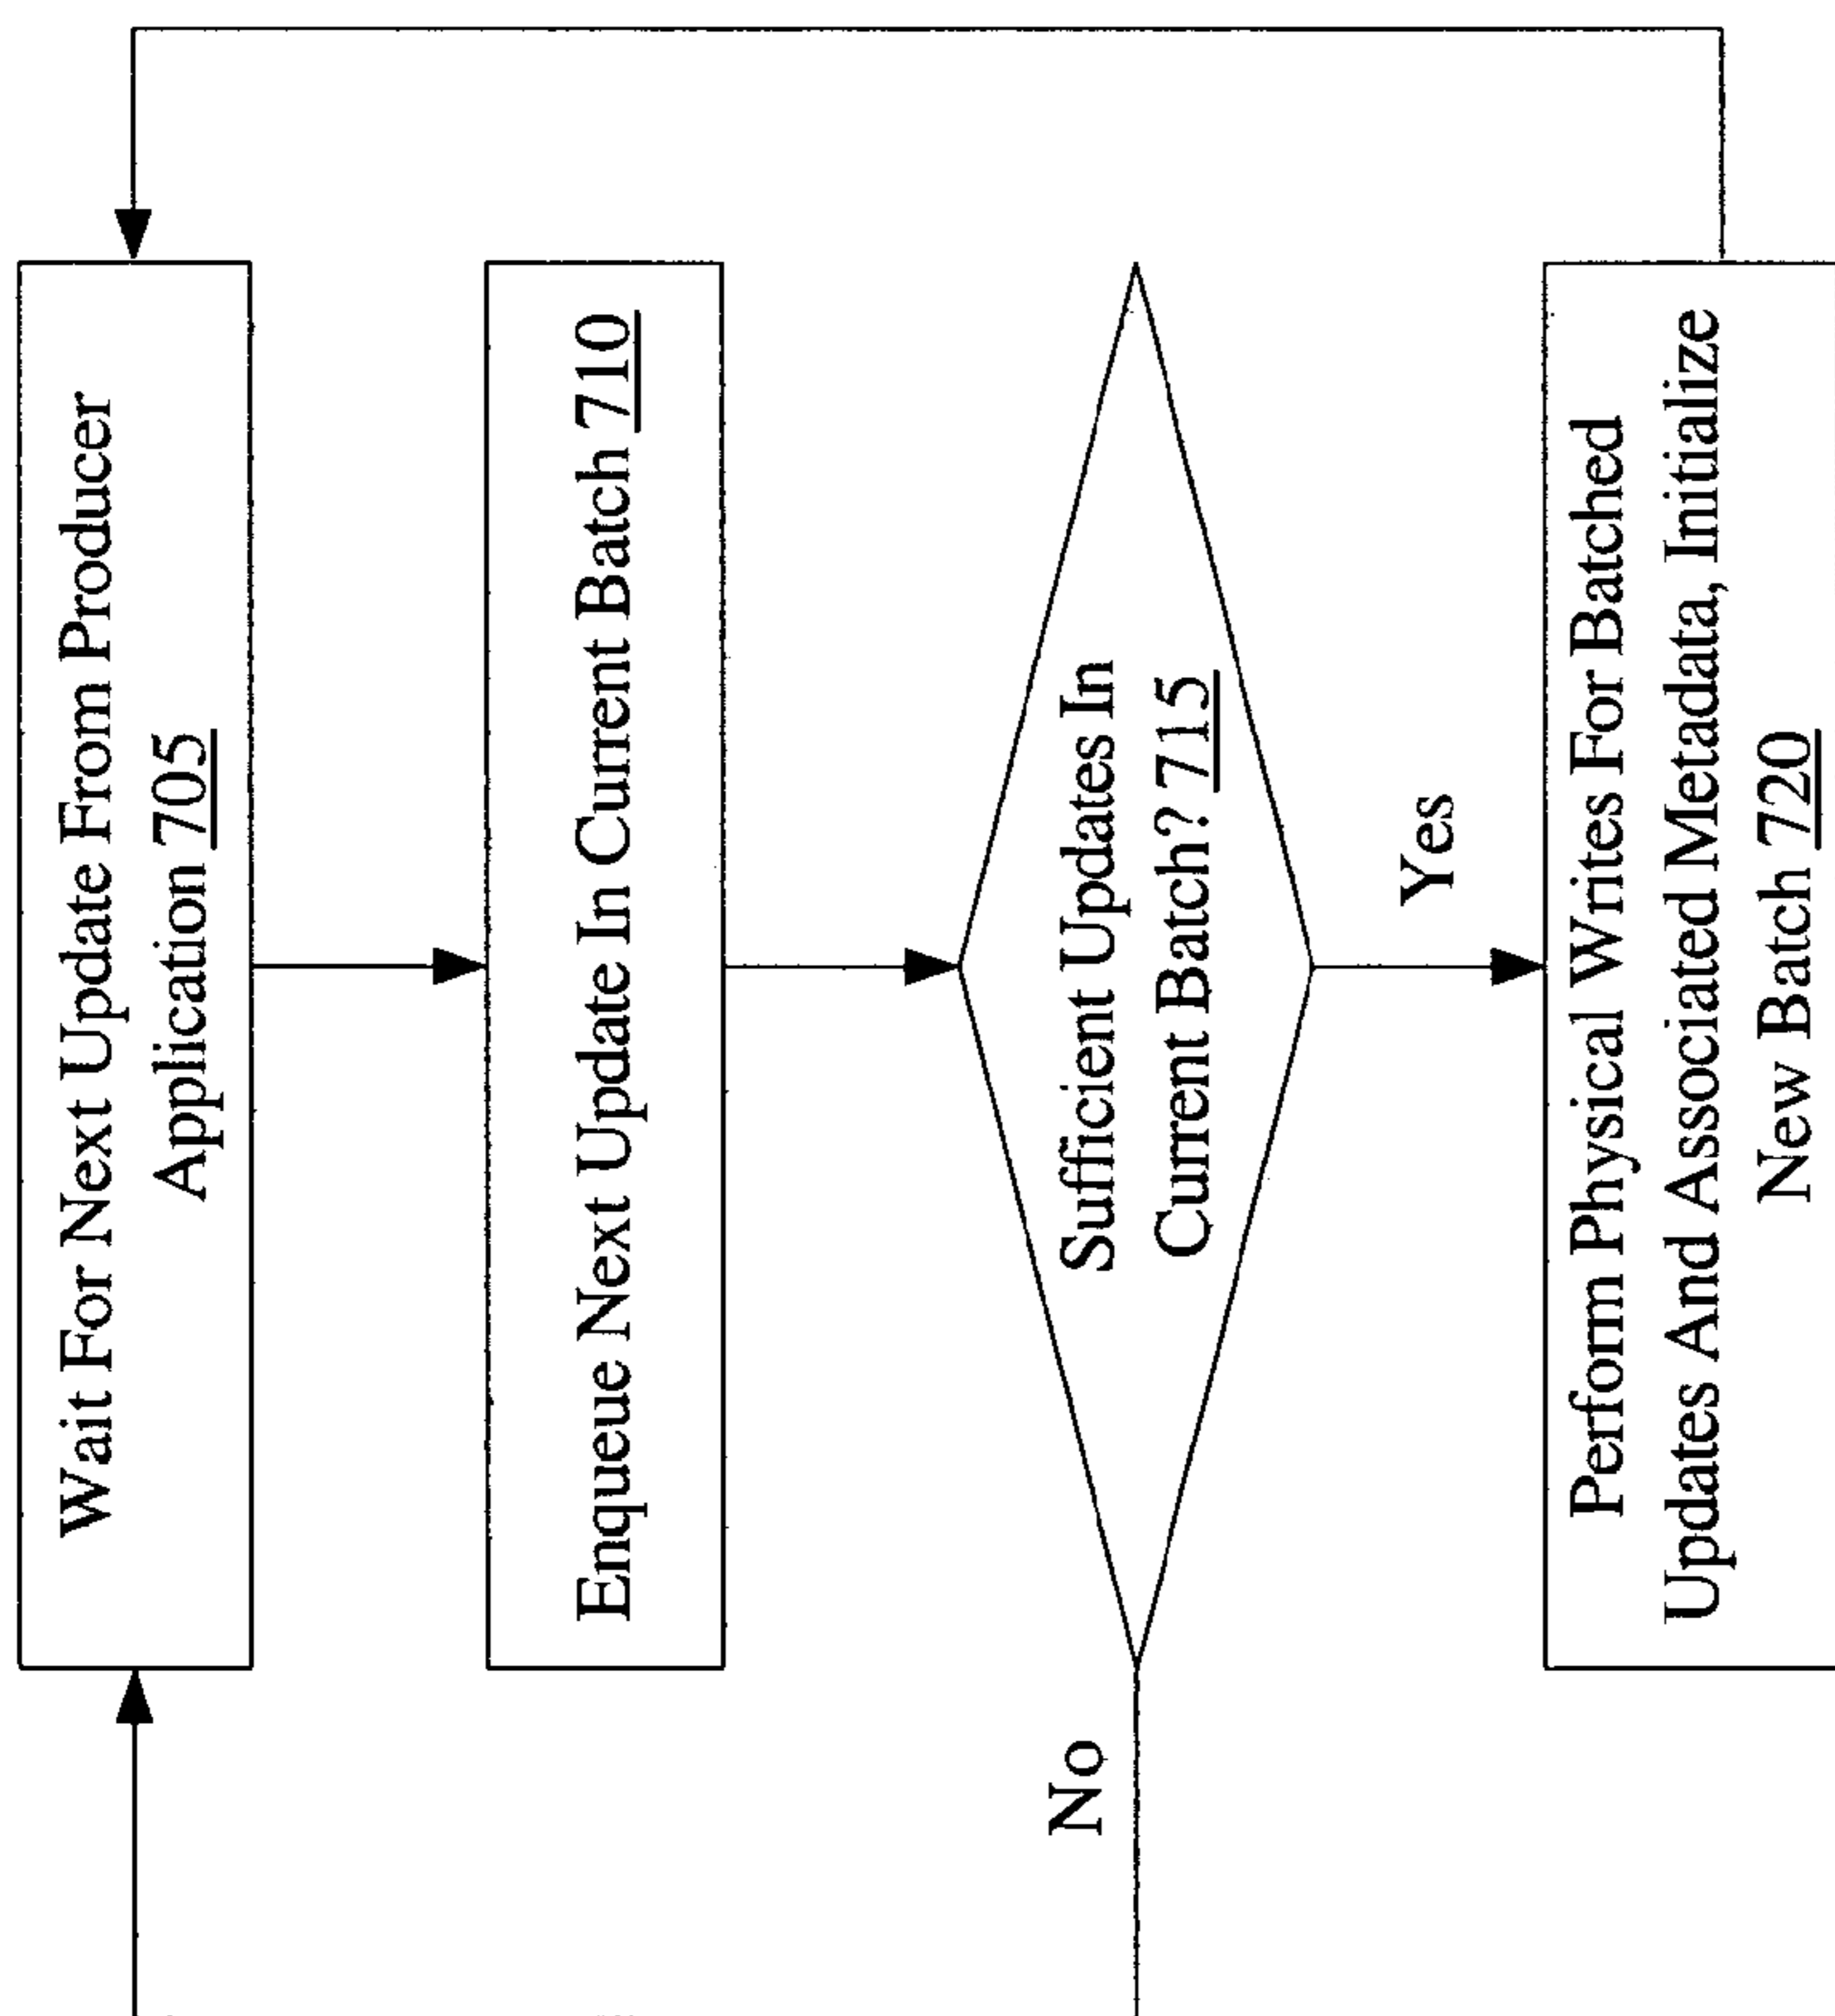 Wait For Next Update From Producer
Application 705
Enqueue Next Update In Current Batch 710
Sufficient Updates In
Current Batch? 715
No
Yes
Perform Physical Writes For Batched
Updates And Associated Metadata, Initialize
New Batch 720